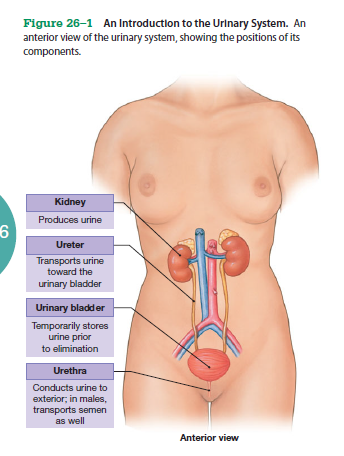 Figure 26–1 An Introduction to the Urinary System. An
anterior view of the urinary system, showing the positions of its
components.
6
Kidney
Produces urine
Ureter
Transports urine
toward the
urinary bladder
Urinary bladder
Temporarily stores
urine prior
to elimination
Urethra
Conducts urine to
exterior; in males,
transports semen
as well
Anterior view